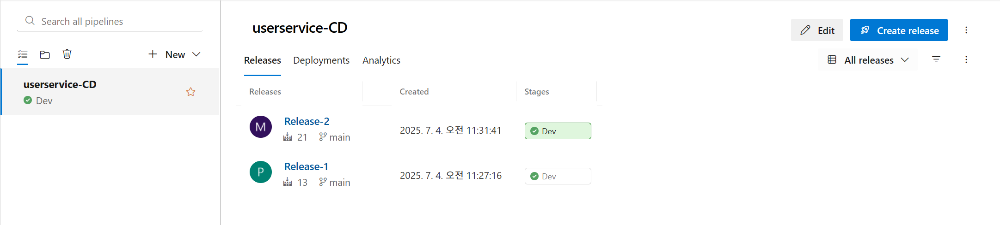 Search all pipelines
New
userservice-CD
Dev
userservice-CD
Edit
Create release
Releases Deployments Analytics
All releases
Releases Created Stages
M Release-2
21 main
2025. 7. 4. 오전 11:31:41
Dev
P Release-1
13 main
2025. 7. 4. 오전 11:27:16
Dev